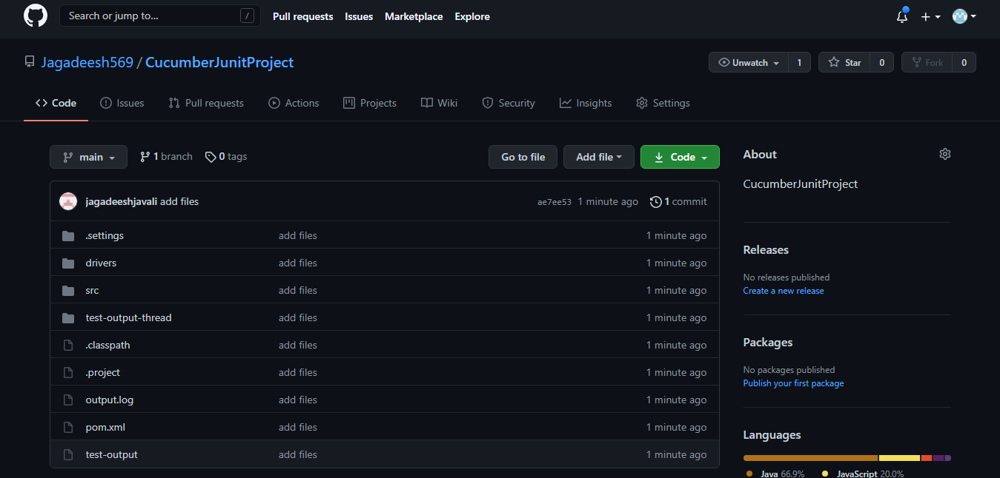 Search or jump to... / Pull requests Issues Marketplace Explore
Jagadeesh569 / CucumberJunitProject Unwatch 1 Star 0 Fork 0
<> Code Issues Pull requests Actions Projects Wiki Security Insights Settings
main 1 branch 0 tags Go to file Add file Code
About
CucumberJunitProject
jagadeeshjavali add files ae7ee53 1 minute ago 1 commit
.settings add files 1 minute ago
drivers add files 1 minute ago
src add files 1 minute ago
test-output-thread add files 1 minute ago
.classpath add files 1 minute ago
.project add files 1 minute ago
output.log add files 1 minute ago
pom.xml add files 1 minute ago
test-output add files 1 minute ago
Releases
No releases published
Create a new release
Packages
No packages published
Publish your first package
Languages
Java 66.9% JavaScript 20.0%